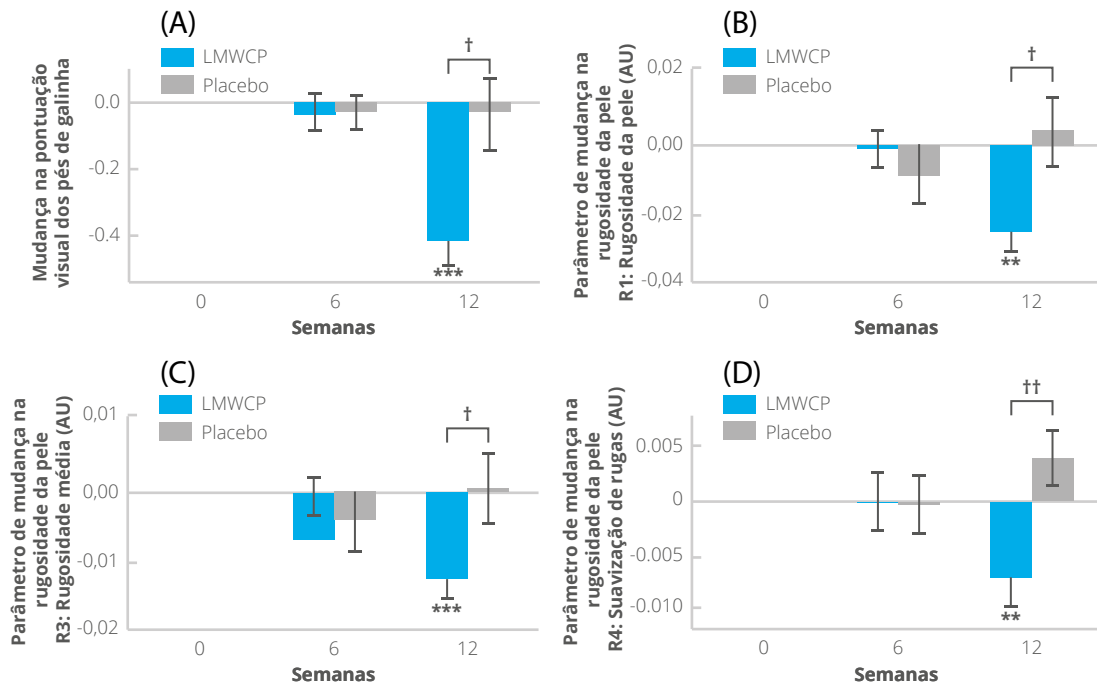 (A)
LMWCP
Placebo
†
Mudança na pontuação
visual dos pés de galinha
0.0
-0.2
-0.4
***
0
6
12
Semanas
(B)
LMWCP
Placebo
†
Parâmetro de mudança na
rugosidade da pele
R1: Rugosidade da pele (AU)
0,02
0,00
-0,02
-0,04
**
0
6
12
Semanas
(C)
LMWCP
Placebo
†
Parâmetro de mudança na
rugosidade da pele
R3: Rugosidade média (AU)
0,01
0,00
-0,01
-0,02
***
0
6
12
Semanas
(D)
LMWCP
Placebo
††
Parâmetro de mudança na
rugosidade da pele
R4: Suavização de rugas (AU)
0.005
0
-0.005
-0.010
**
0
6
12
Semanas